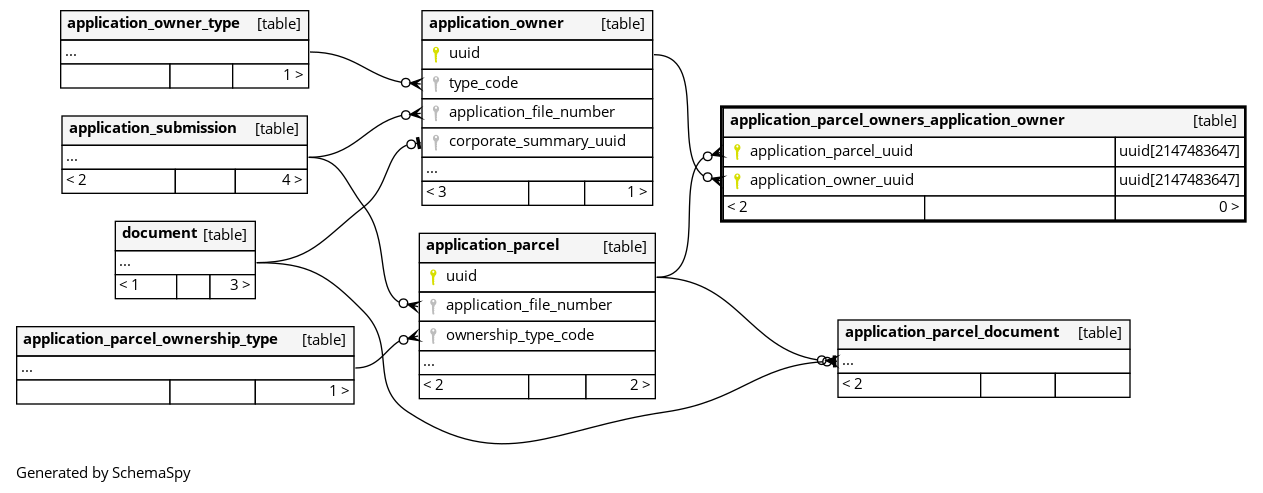 application_owner_type [table]
...
1 >
application_submission [table]
...
< 2 4 >
document [table]
...
< 1 3 >
application_parcel_ownership_type [table]
...
1 >
application_owner [table]
uuid
type_code
application_file_number
corporate_summary_uuid
...
< 3 1 >
application_parcel [table]
uuid
application_file_number
ownership_type_code
...
< 2 2 >
application_parcel_owners_application_owner [table]
application_parcel_uuid uuid[2147483647]
application_owner_uuid uuid[2147483647]
< 2 0 >
application_parcel_document [table]
...
< 2
Generated by SchemaSpy